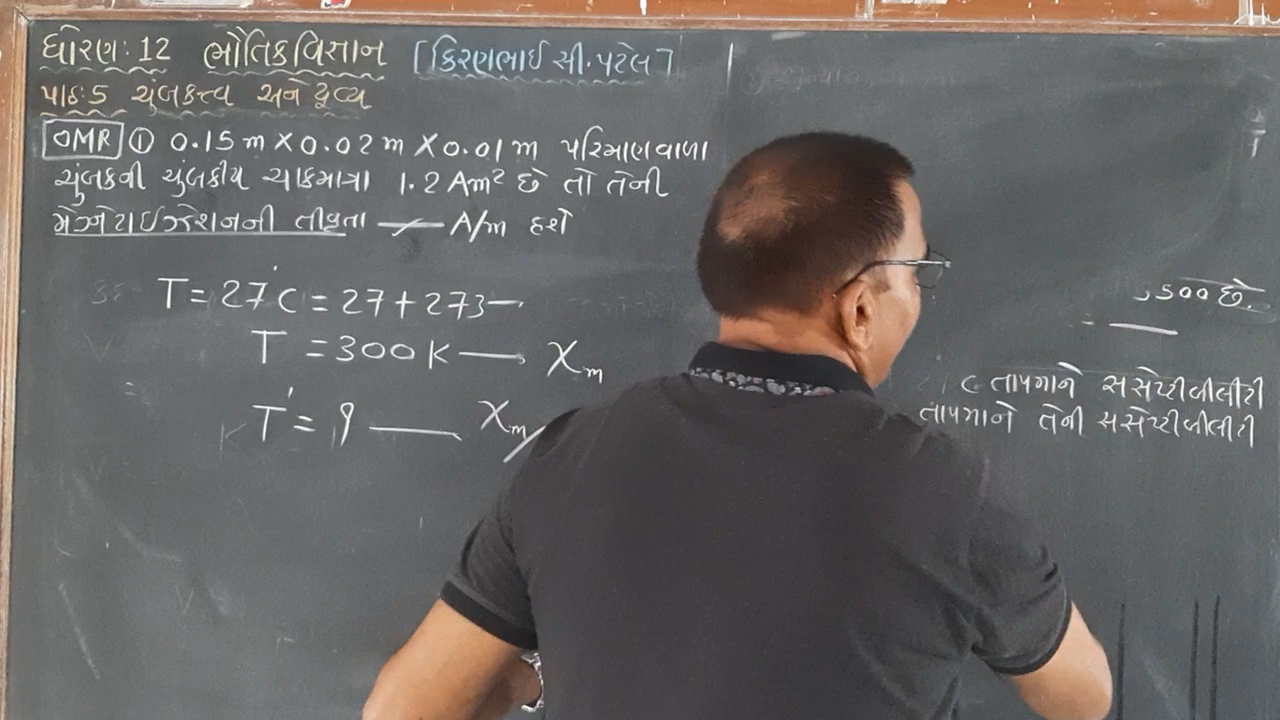 ધોરણ: 12 ભૌતિકવિજ્ઞાન [કિરણભાઈ સી. પટેલ]
પાઠ: 5 ચુંબકત્ત્વ અને દ્રવ્ય
OMR ① 0.15 m × 0.02 m × 0.01 m પરિમાણવાળા
ચુંબકની ચુંબકીય ચાકમાત્રા 1.2 Am² છે તો તેની
મેગ્નેટાઈઝેશનની તીવ્રતા — A/m હશે
T = 27°C = 27 + 273 —
T = 300 K — χm
T' = ? — χm
500 છે.
C તાપમાને સસેપ્ટીબીલીટી
તાપમાને તેની સસેપ્ટીબીલીટી